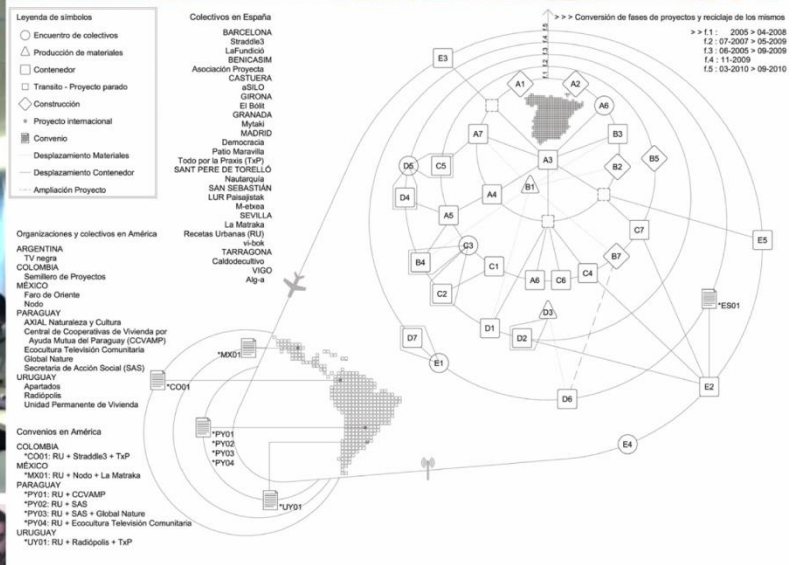 Leyenda de símbolos
Encuentro de colectivos
Producción de materiales
Contenedor
Transito - Proyecto parado
Construcción
Proyecto internacional
Convenio
Desplazamiento Materiales
Desplazamiento Contenedor
Ampliación Proyecto
Colectivos en España
BARCELONA
Straddle3
LaFundició
BENICASIM
Asociación Proyecta
CASTUERA
aSILO
GIRONA
El Bólit
GRANADA
Mytaki
MADRID
Democracia
Patio Maravilla
Todo por la Praxis (TxP)
SANT PERE DE TORELLÓ
Nautarquía
SAN SEBASTIÁN
LUR Paisajistak
M-etxea
SEVILLA
La Matraka
Recetas Urbanas (RU)
vi-bok
TARRAGONA
Caldodecultivo
VIGO
Alg-a
Organizaciones y colectivos en América
ARGENTINA
TV negra
COLOMBIA
Semillero de Proyectos
MÉXICO
Faro de Oriente
Nodo
PARAGUAY
AXIAL Naturaleza y Cultura
Central de Cooperativas de Vivienda por
Ayuda Mutua del Paraguay (CCVAMP)
Ecocultura Televisión Comunitaria
Global Nature
Secretaria de Acción Social (SAS)
URUGUAY
Apartados
Radiópolis
Unidad Permanente de Vivienda
Convenios en América
COLOMBIA
*CO01: RU + Straddle3 + TxP
MÉXICO
*MX01: RU + Nodo + La Matraka
PARAGUAY
*PY01: RU + CCVAMP
*PY02: RU + SAS
*PY03: RU + SAS + Global Nature
*PY04: RU + Ecocultura Televisión Comunitaria
URUGUAY
*UY01: RU + Radiópolis + TxP
> > > Conversión de fases de proyectos y reciclaje de los mismos
> > f.1 : 2005 > 04-2008
f.2 : 07-2007 > 05-2009
f.3 : 06-2005 > 09-2009
f.4 : 11-2009
f.5 : 03-2010 > 09-2010
f.5
f.4
f.3
f.2
f.1
E3
A1
A2
A6
A7
B3
A3
B2
B5
D5
C5
B1
D4
A4
A5
C7
E5
C3
B4
C1
B7
C2
A6
C6
C4
*ES01
D3
D1
D2
D7
E1
E2
D6
E4
*MX01
*CO01
*PY01
*PY02
*PY03
*PY04
*UY01